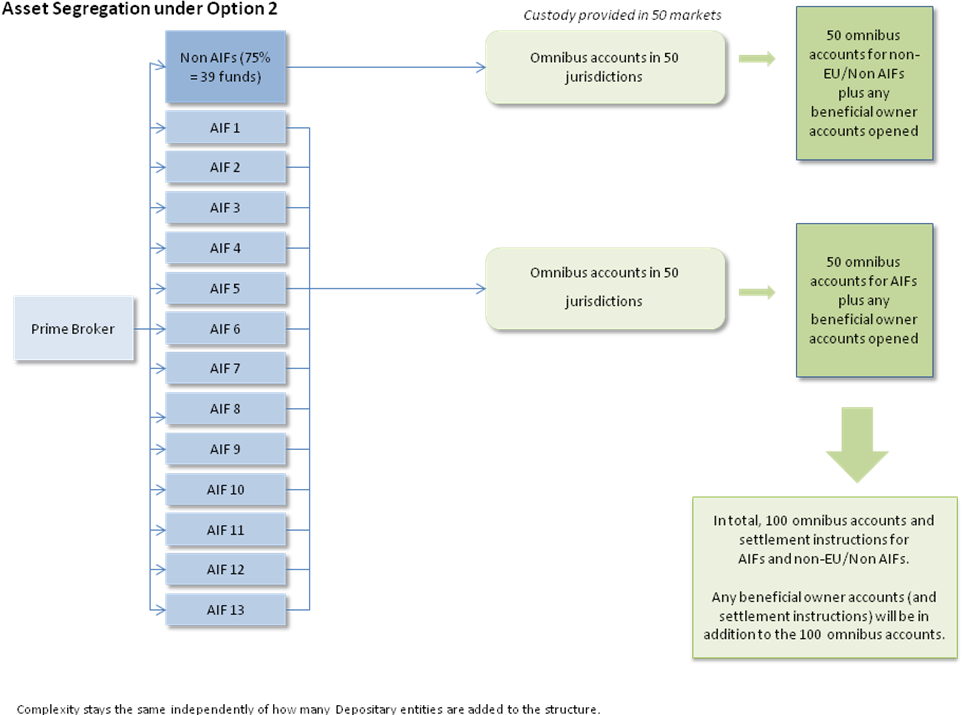 Asset Segregation under Option 2
Custody provided in 50 markets
Non AIFs (75%
= 39 funds)
Omnibus accounts in 50
jurisdictions
50 omnibus
accounts for non-
EU/Non AIFs
plus any
beneficial owner
accounts opened
AIF 1
AIF 2
AIF 3
AIF 4
AIF 5
AIF 6
AIF 7
AIF 8
AIF 9
AIF 10
AIF 11
AIF 12
AIF 13
Prime Broker
Omnibus accounts in 50
jurisdictions
50 omnibus
accounts for AIFs
plus any
beneficial owner
accounts opened
In total, 100 omnibus accounts and
settlement instructions for
AIFs and non-EU/Non AIFs.
Any beneficial owner accounts (and
settlement instructions) will be in
addition to the 100 omnibus accounts.
Complexity stays the same independently of how many Depositary entities are added to the structure.